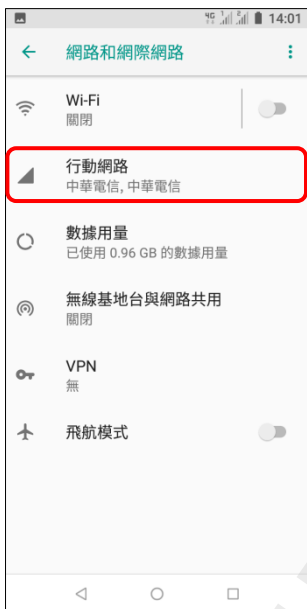 4G 1 2 14:01
網路和網際網路
Wi-Fi
關閉
行動網路
中華電信, 中華電信
數據用量
已使用 0.96 GB 的數據用量
無線基地台與網路共用
關閉
VPN
無
飛航模式